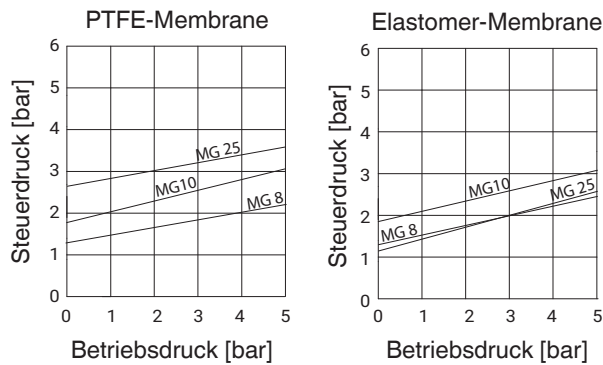 PTFE-Membrane
6
5
4
3
2
1
0
Steuerdruck [bar]
MG 25
MG10
MG 8
0 1 2 3 4 5
Betriebsdruck [bar]
Elastomer-Membrane
6
5
4
3
2
1
0
Steuerdruck [bar]
MG10
MG 25
MG 8
0 1 2 3 4 5
Betriebsdruck [bar]